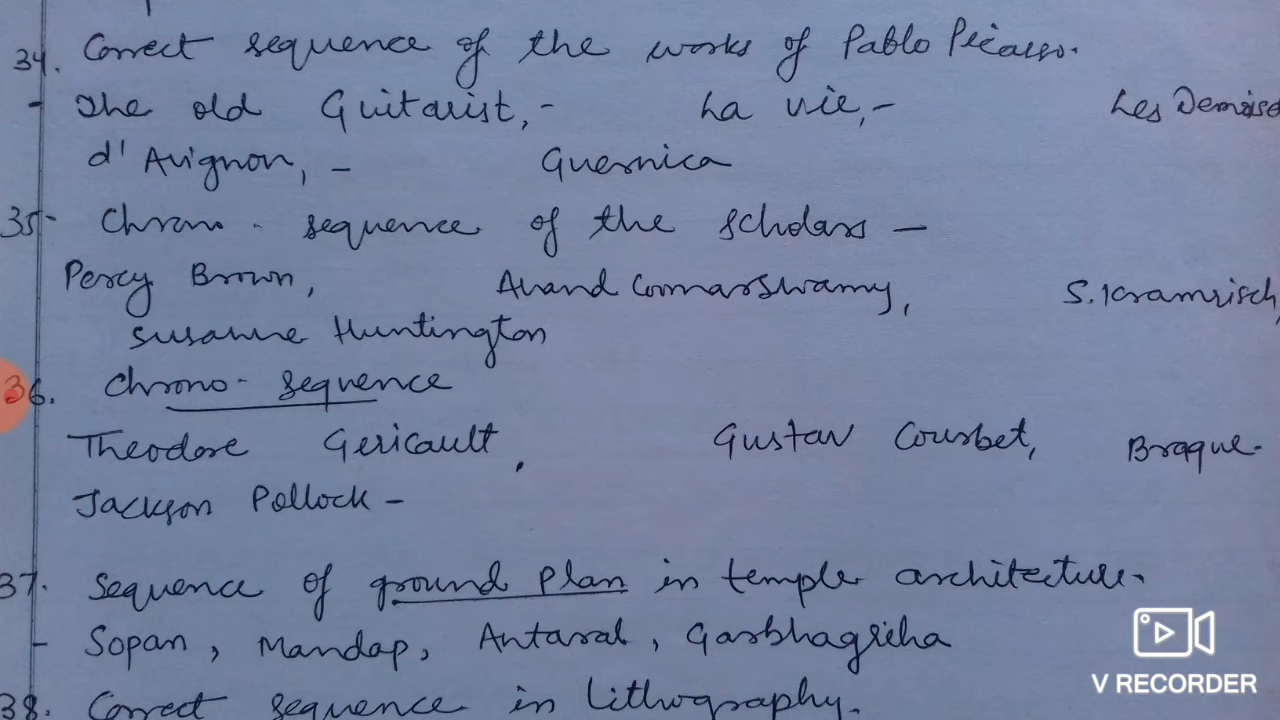 34. Correct sequence of the works of Pablo Picasso.
- The old Guitarist, - La vie, - Les Demoise
d' Avignon, - Guernica
35- Chrono. sequence of the scholars -
Percy Brown, Anand Coomarswamy, S. Kramrisch,
Susanne Huntington
36. Chrono- sequence
Theodore Gericault, Gustav Courbet, Braque-
Jackson Pollock -
37. Sequence of ground plan in temple architecture.
- Sopan, Mandap, Antaral, Garbhagriha
38. Correct sequence in Lithography.
V RECORDER